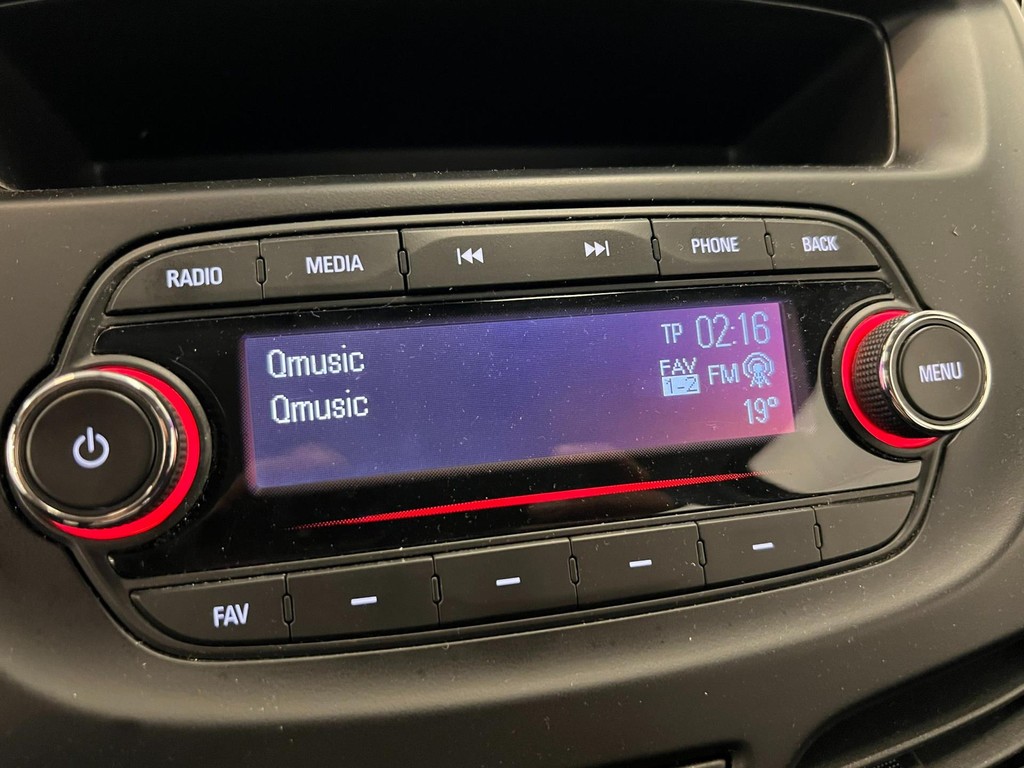 RADIO MEDIA PHONE BACK
Qmusic TP 02:16
FAV FM
Qmusic 1-2
19°
MENU
FAV